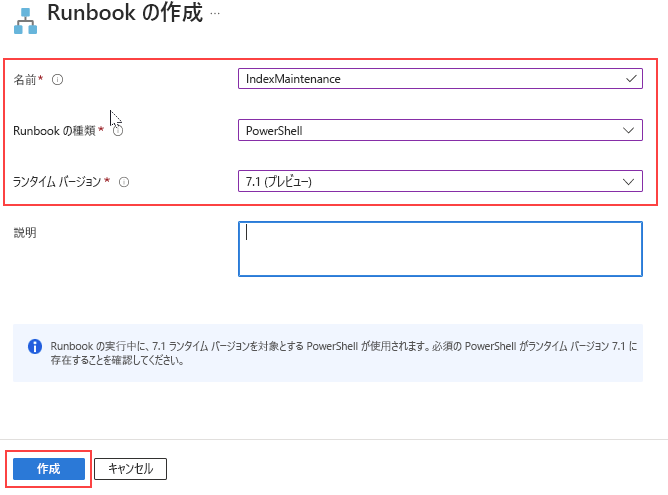 Runbook の作成 …
名前 *
IndexMaintenance
Runbook の種類 *
PowerShell
ランタイム バージョン *
7.1 (プレビュー)
説明
Runbook の実行中に、7.1 ランタイム バージョンを対象とする PowerShell が使用されます。必須の PowerShell がランタイム バージョン 7.1 に
存在することを確認してください。
作成
キャンセル